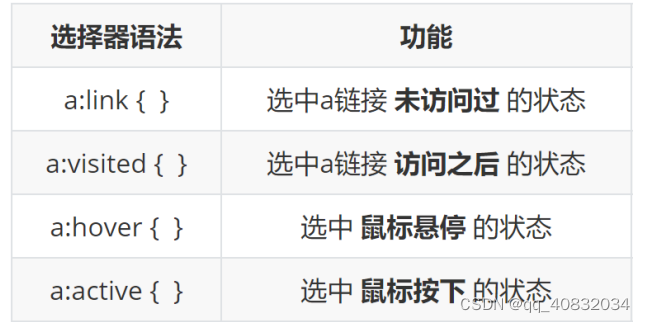 选择器语法 功能
a:link { } 选中a链接 未访问过 的状态
a:visited { } 选中a链接 访问之后 的状态
a:hover { } 选中 鼠标悬停 的状态
a:active { } 选中 鼠标按下 的状态
CSDN @qq_40832034